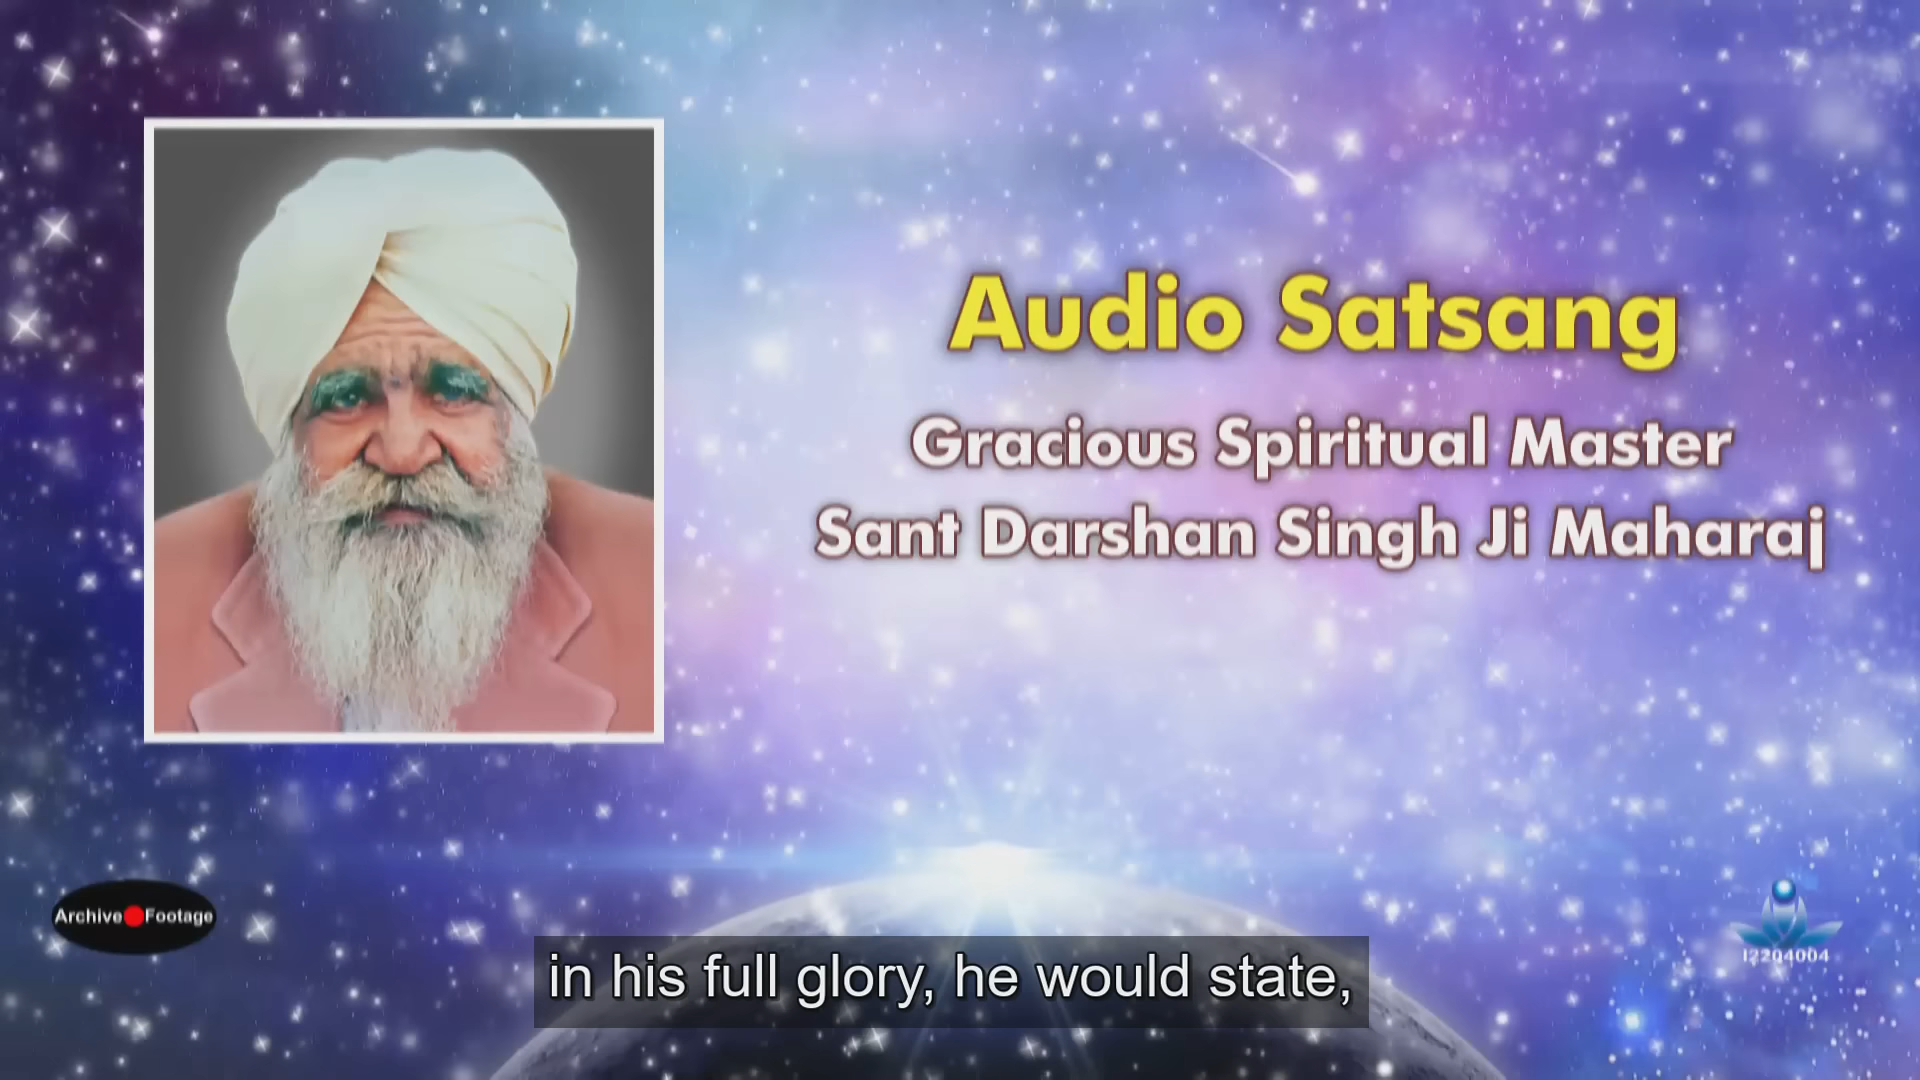 Audio Satsang
Gracious Spiritual Master
Sant Darshan Singh Ji Maharaj
Archive Footage
12204004
in his full glory, he would state,